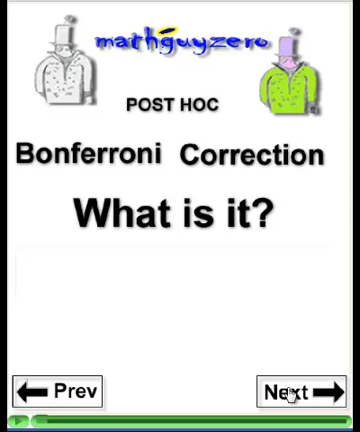 mathguyzero
POST HOC
Bonferroni Correction
What is it?
Prev
Next